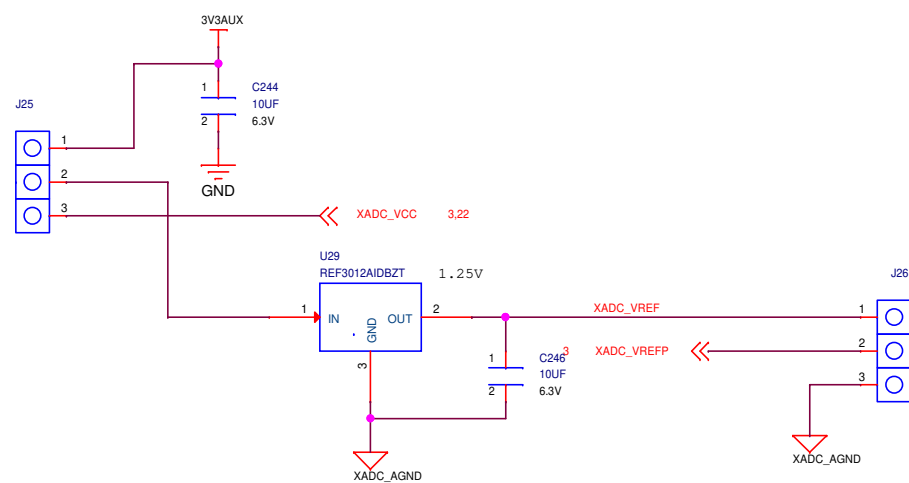 3V3AUX
C244
1
10UF
2
6.3V
J25
1
2
3
GND
XADC_VCC 3,22
U29
REF3012AIDBZT 1.25V
J26
1 IN OUT 2
GND
3
XADC_VREF 1
3 XADC_VREFP 2
3
1 C246
10UF
2 6.3V
XADC_AGND
XADC_AGND